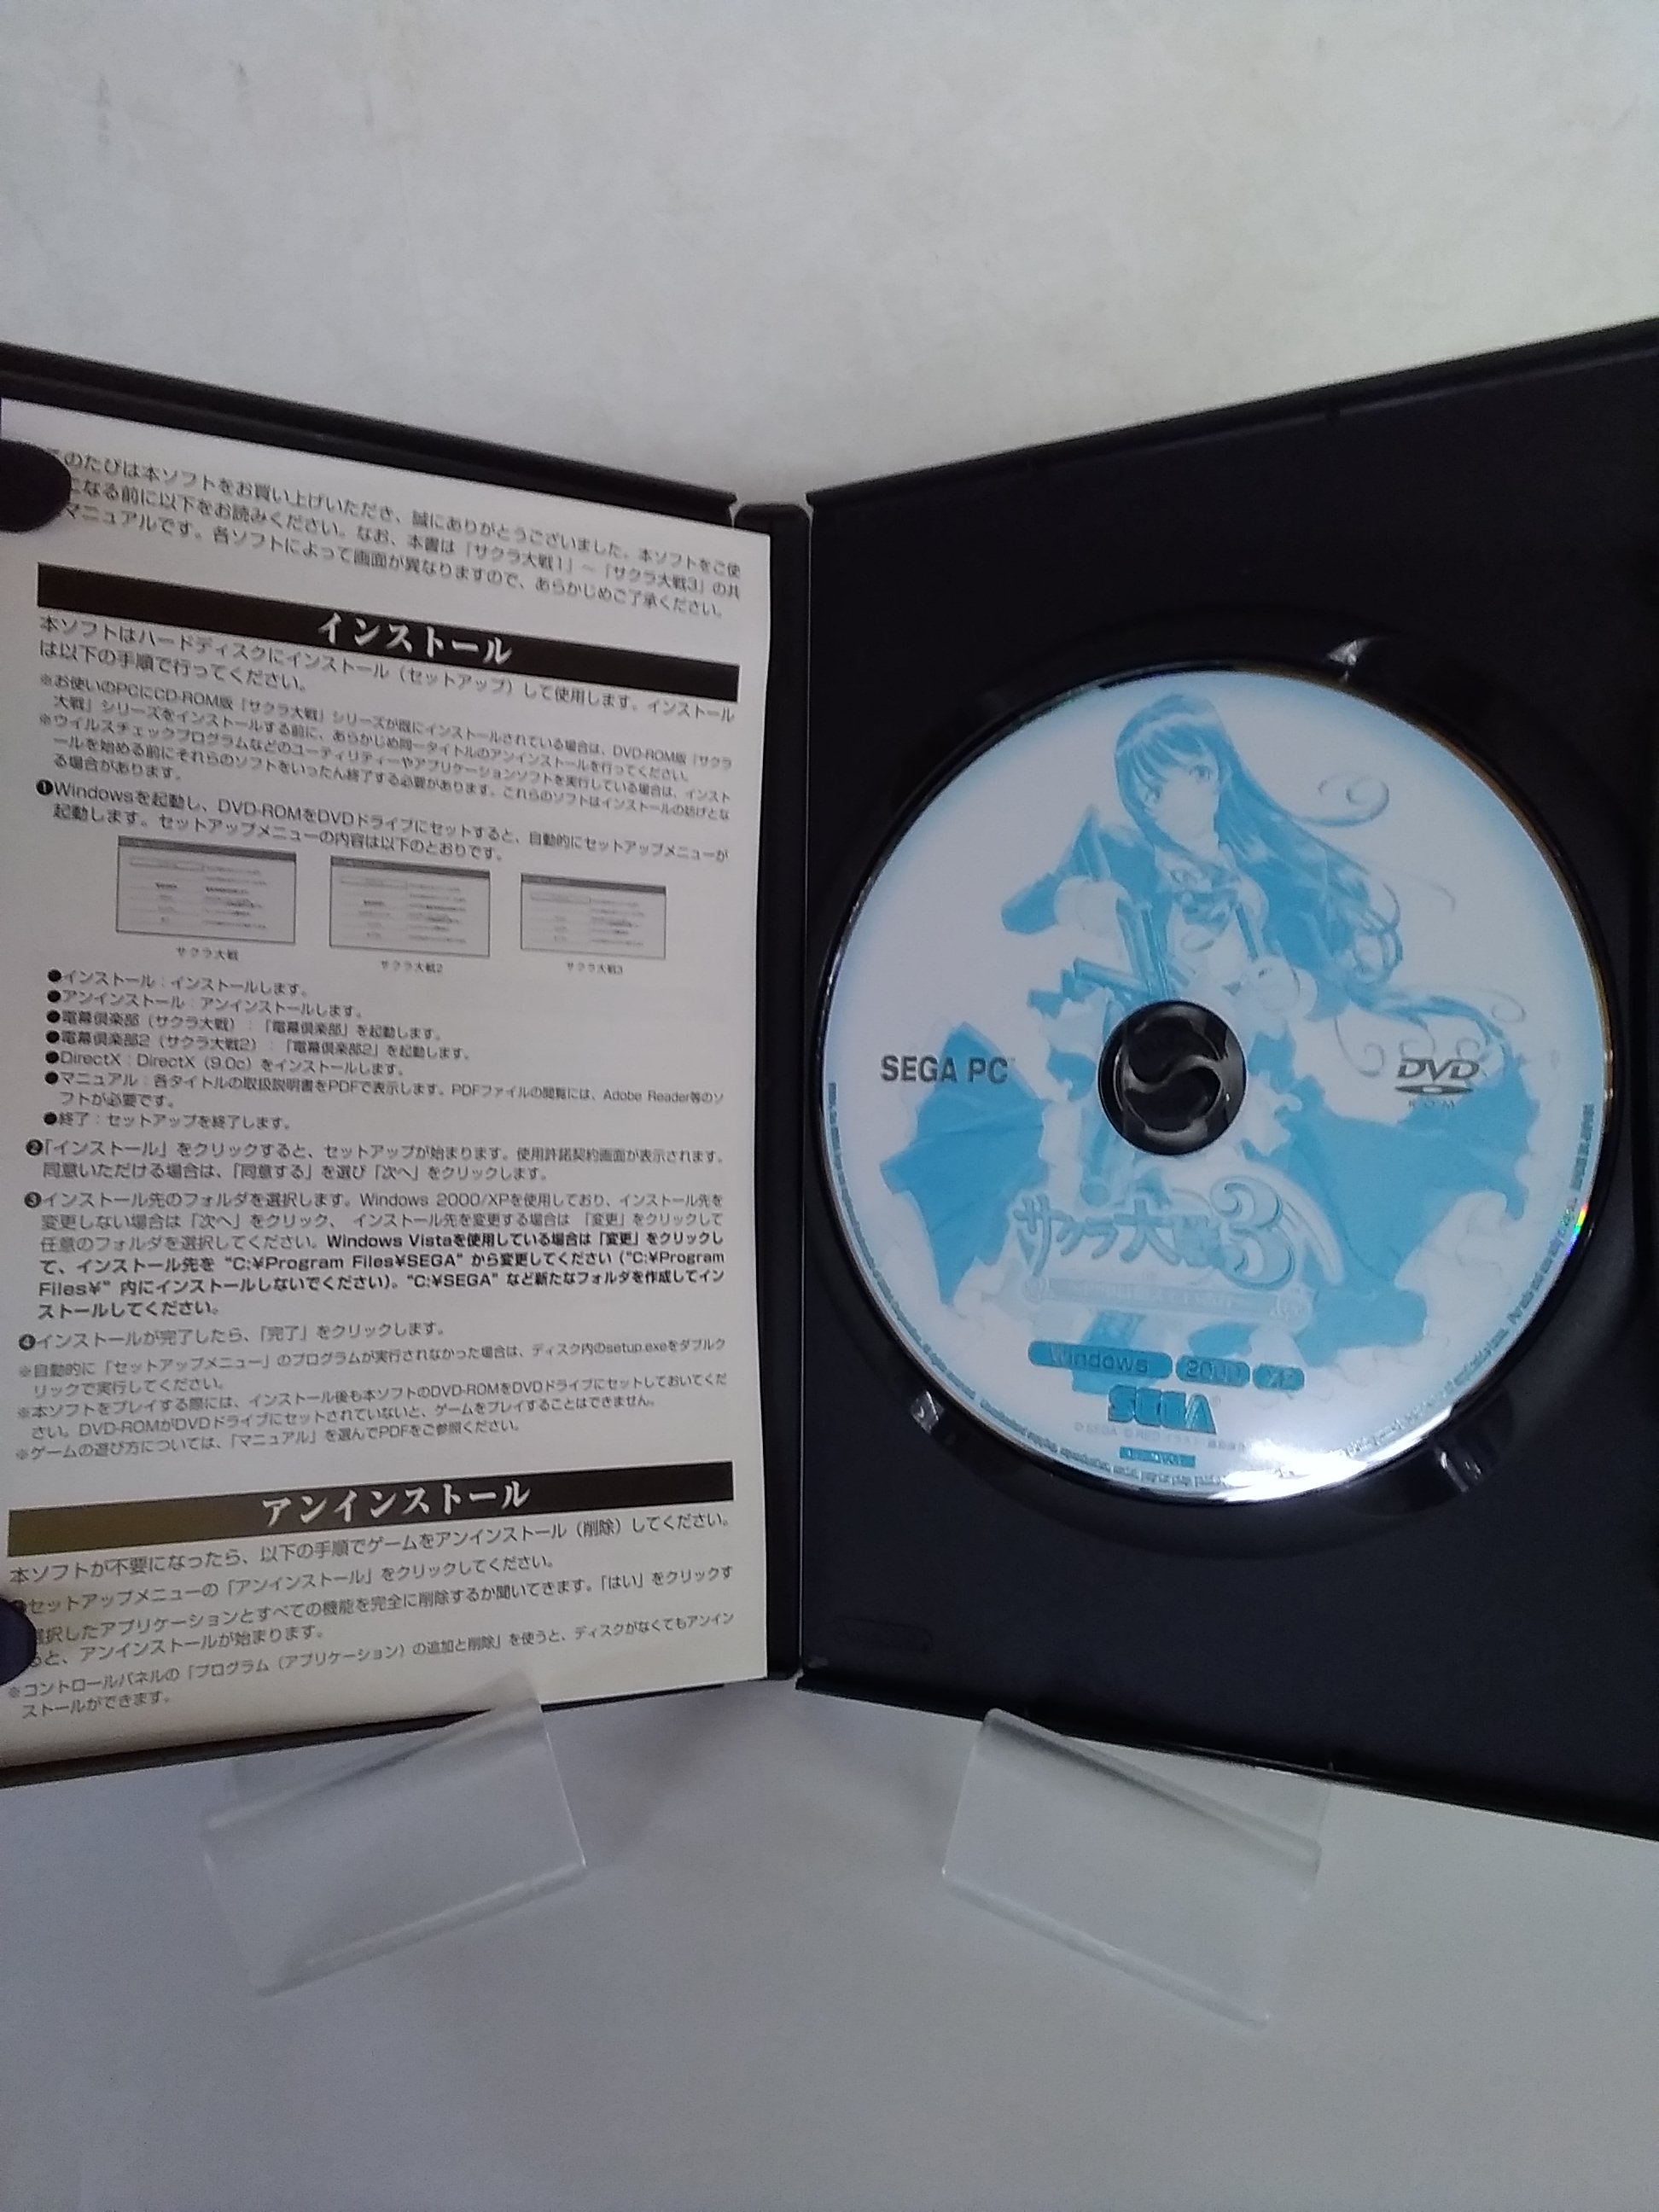 のたびは本ソフトをお買い上げいただき、誠にありがとうございました。本ソフトをご使
になる前に以下をお読みください。なお、本書は「サクラ大戦1」～「サクラ大戦3」の共
マニュアルです。各ソフトによって画面が異なりますので、あらかじめご了承ください。
インストール
本ソフトはハードディスクにインストール（セットアップ）して使用します。インストール
は以下の手順で行ってください。
※お使いのPCにCD-ROM版「サクラ大戦」シリーズが既にインストールされている場合は、DVD-ROM版「サクラ
大戦」シリーズをインストールする前に、あらかじめ同一タイトルのアンインストールを行ってください。
※ウイルスチェックプログラムなどのユーティリティーやアプリケーションソフトを実行している場合は、インスト
ールを始める前にそれらのソフトをいったん終了する必要があります。これらのソフトはインストールの妨げとな
る場合があります。
❶Windowsを起動し、DVD-ROMをDVDドライブにセットすると、自動的にセットアップメニューが
起動します。セットアップメニューの内容は以下のとおりです。
サクラ大戦
サクラ大戦2
サクラ大戦3
●インストール：インストールします。
●アンインストール：アンインストールします。
●電幕倶楽部（サクラ大戦）：「電幕倶楽部」を起動します。
●電幕倶楽部2（サクラ大戦2）：「電幕倶楽部2」を起動します。
●DirectX：DirectX（9.0c）をインストールします。
●マニュアル：各タイトルの取扱説明書をPDFで表示します。PDFファイルの閲覧には、Adobe Reader等のソ
フトが必要です。
●終了：セットアップを終了します。
❷「インストール」をクリックすると、セットアップが始まります。使用許諾契約画面が表示されます。
同意いただける場合は、「同意する」を選び「次へ」をクリックします。
❸インストール先のフォルダを選択します。Windows 2000/XPを使用しており、インストール先を
変更しない場合は「次へ」をクリック、 インストール先を変更する場合は 「変更」をクリックして
任意のフォルダを選択してください。Windows Vistaを使用している場合は「変更」をクリックし
て、インストール先を “C:¥Program Files¥SEGA” から変更してください（“C:¥Program
Files¥” 内にインストールしないでください）。“C:¥SEGA” など新たなフォルダを作成してイン
ストールしてください。
❹インストールが完了したら、「完了」をクリックします。
※自動的に「セットアップメニュー」のプログラムが実行されなかった場合は、ディスク内のsetup.exeをダブルク
リックで実行してください。
※本ソフトをプレイする際には、インストール後も本ソフトのDVD-ROMをDVDドライブにセットしておいてくだ
さい。DVD-ROMがDVDドライブにセットされていないと、ゲームをプレイすることはできません。
※ゲームの遊び方については、「マニュアル」を選んでPDFをご参照ください。
アンインストール
本ソフトが不要になったら、以下の手順でゲームをアンインストール（削除）してください。
セットアップメニューの「アンインストール」をクリックしてください。
選択したアプリケーションとすべての機能を完全に削除するか聞いてきます。「はい」をクリックす
ると、アンインストールが始まります。
※コントロールパネルの「プログラム（アプリケーション）の追加と削除」を使うと、ディスクがなくてもアンイン
ストールができます。
SEGA PC
DVD
ROM
サクラ大戦3
Windows 2000 XP
SEGA